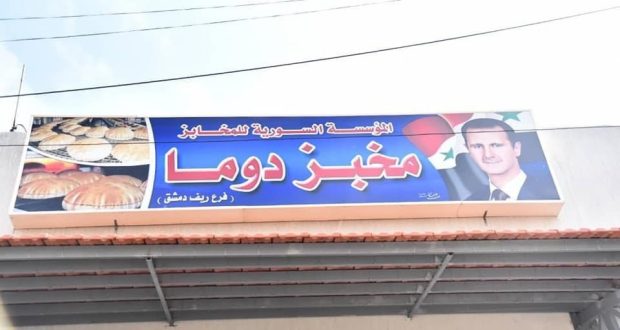 المؤسسة السورية للمخابز
مخبز دوما
( فرع ريف دمشق )